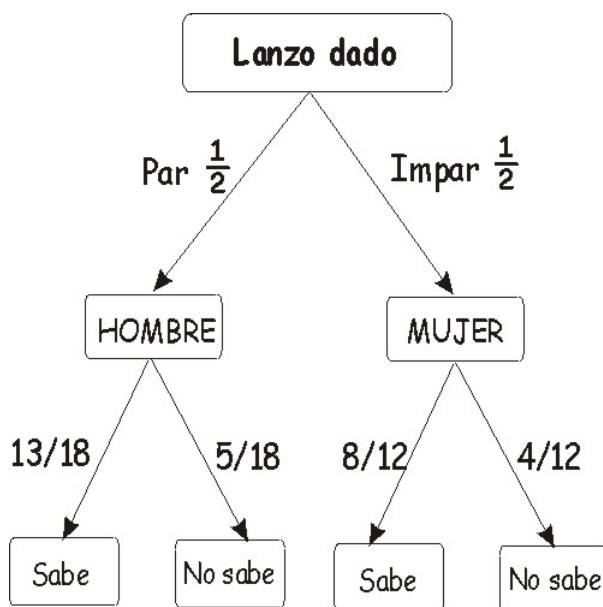 Lanzo dado
Par 1/2
Impar 1/2
HOMBRE
MUJER
13/18
5/18
8/12
4/12
Sabe
No sabe
Sabe
No sabe